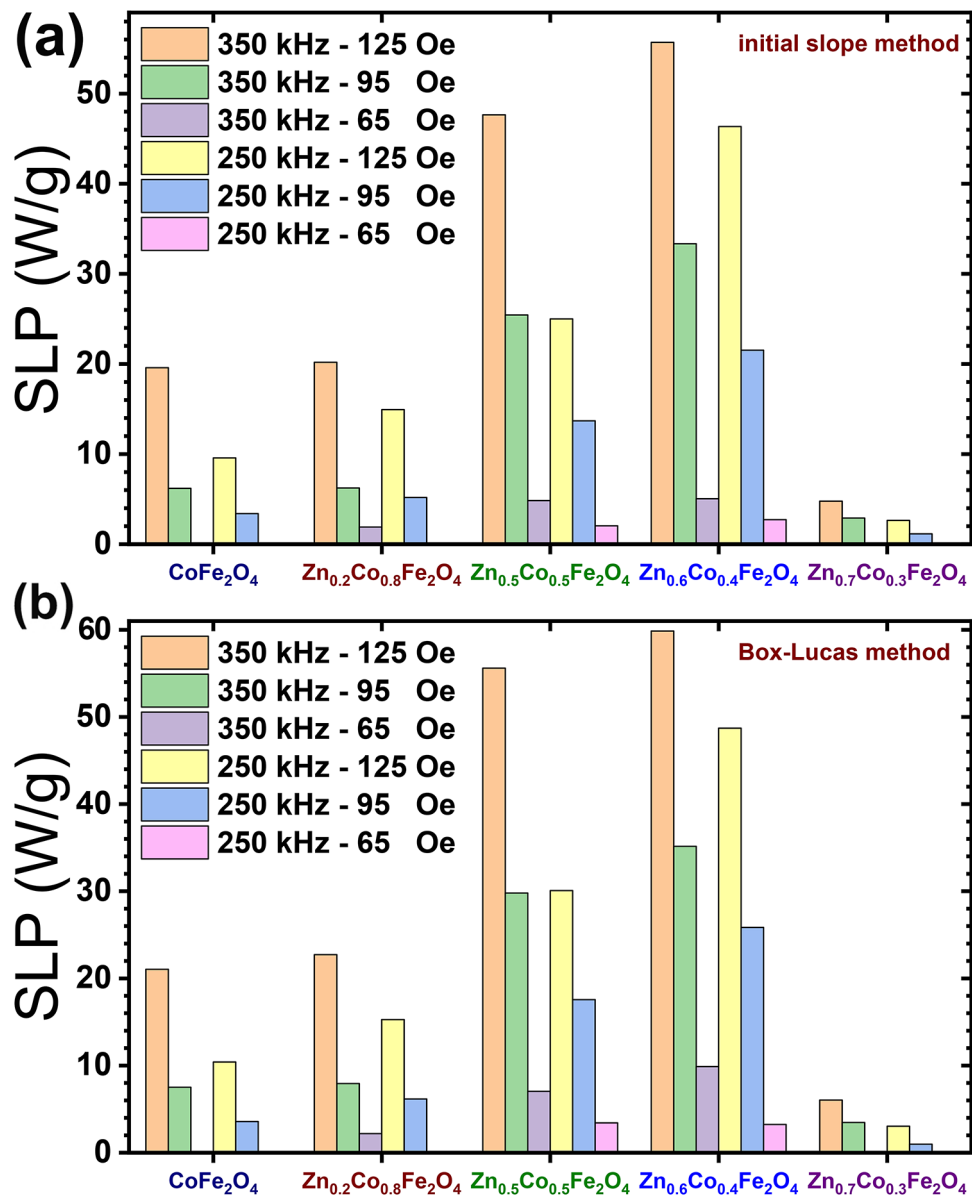 (a)
initial slope method
350 kHz - 125 Oe
350 kHz - 95 Oe
350 kHz - 65 Oe
250 kHz - 125 Oe
250 kHz - 95 Oe
250 kHz - 65 Oe
SLP (W/g)
50
40
30
20
10
0
CoFe₂O₄ Zn₀.₂Co₀.₈Fe₂O₄ Zn₀.₅Co₀.₅Fe₂O₄ Zn₀.₆Co₀.₄Fe₂O₄ Zn₀.₇Co₀.₃Fe₂O₄
(b)
Box-Lucas method
350 kHz - 125 Oe
350 kHz - 95 Oe
350 kHz - 65 Oe
250 kHz - 125 Oe
250 kHz - 95 Oe
250 kHz - 65 Oe
SLP (W/g)
60
50
40
30
20
10
0
CoFe₂O₄ Zn₀.₂Co₀.₈Fe₂O₄ Zn₀.₅Co₀.₅Fe₂O₄ Zn₀.₆Co₀.₄Fe₂O₄ Zn₀.₇Co₀.₃Fe₂O₄